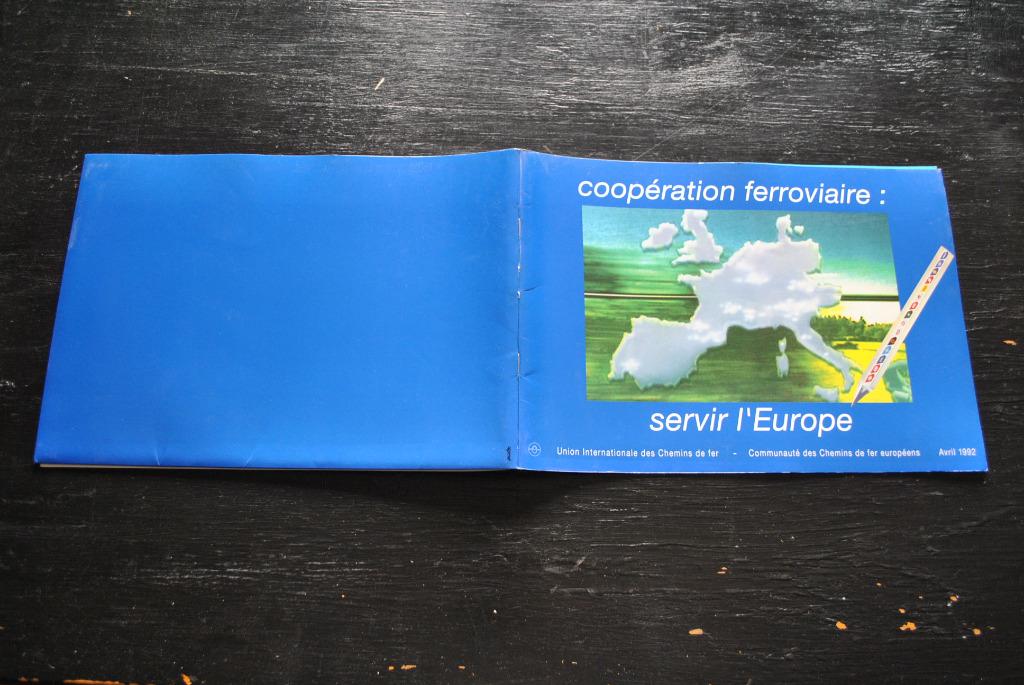 coopération ferroviaire :
servir l'Europe
Union Internationale des Chemins de fer - Communauté des Chemins de fer européens Avril 1992